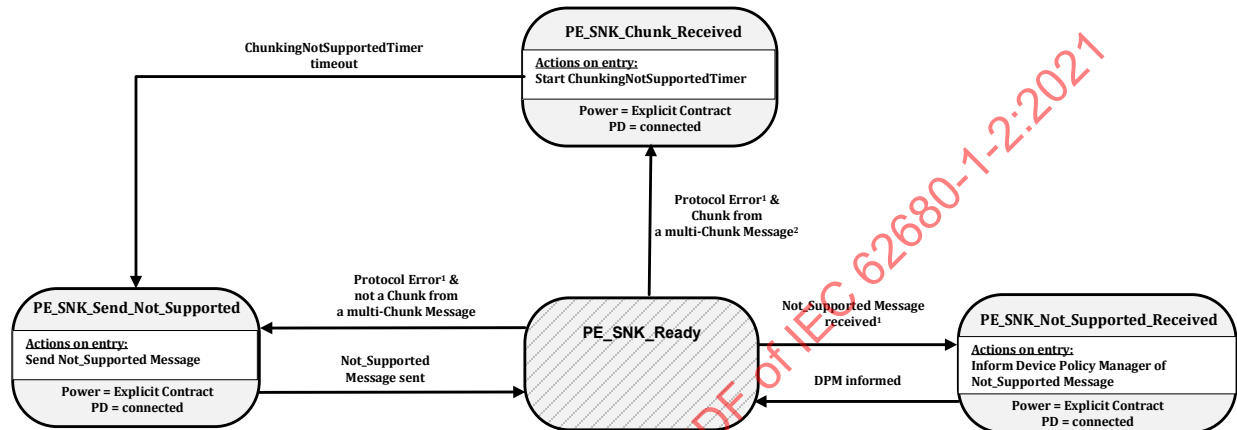 PE_SNK_Chunk_Received
Actions on entry:
Start ChunkingNotSupportedTimer
Power = Explicit Contract
PD = connected
ChunkingNotSupportedTimer
timeout
Protocol Error¹ &
Chunk from
a multi-Chunk Message²
PE_SNK_Send_Not_Supported
Actions on entry:
Send Not_Supported Message
Power = Explicit Contract
PD = connected
Protocol Error¹ &
not a Chunk from
a multi-Chunk Message
Not_Supported
Message sent
PE_SNK_Ready
Not_Supported Message
received¹
DPM informed
PE_SNK_Not_Supported_Received
Actions on entry:
Inform Device Policy Manager of
Not_Supported Message
Power = Explicit Contract
PD = connected
DF of IEC 62680-1-2:2021